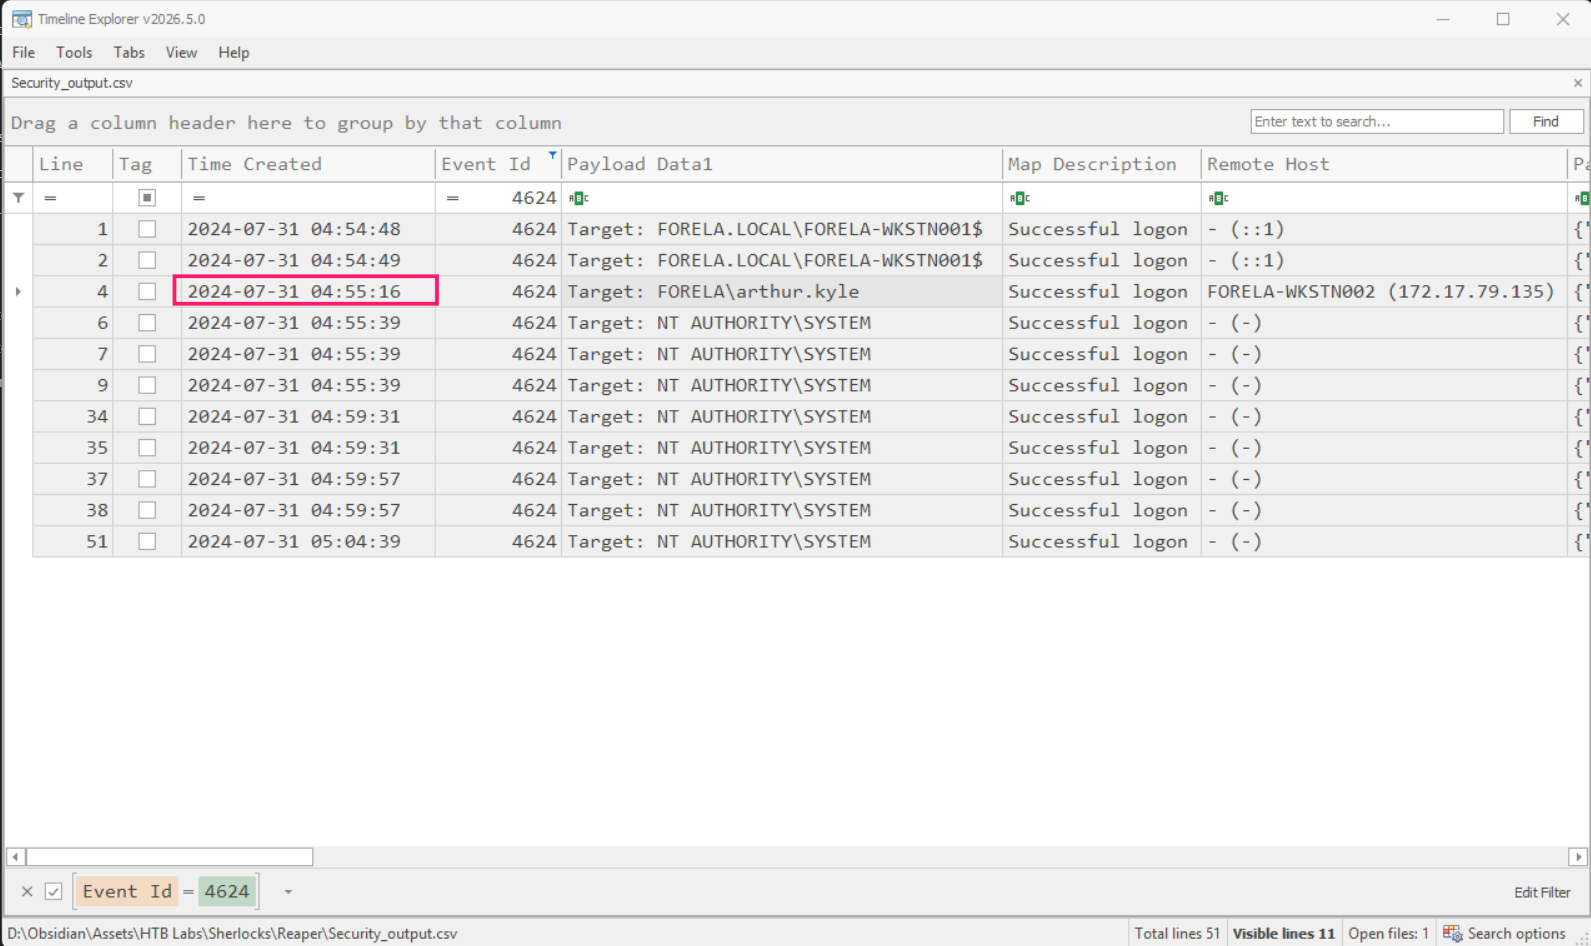 Timeline Explorer v2026.5.0
File Tools Tabs View Help
Security_output.csv
Drag a column header here to group by that column
Enter text to search... Find
Line Tag Time Created Event Id Payload Data1 Map Description Remote Host Pa
= = = 4624 ABC ABC ABC AB
1 2024-07-31 04:54:48 4624 Target: FORELA.LOCAL\FORELA-WKSTN001$ Successful logon - (::1) {"
2 2024-07-31 04:54:49 4624 Target: FORELA.LOCAL\FORELA-WKSTN001$ Successful logon - (::1) {"
4 2024-07-31 04:55:16 4624 Target: FORELA\arthur.kyle Successful logon FORELA-WKSTN002 (172.17.79.135) {"
6 2024-07-31 04:55:39 4624 Target: NT AUTHORITY\SYSTEM Successful logon - (-) {"
7 2024-07-31 04:55:39 4624 Target: NT AUTHORITY\SYSTEM Successful logon - (-) {"
9 2024-07-31 04:55:39 4624 Target: NT AUTHORITY\SYSTEM Successful logon - (-) {"
34 2024-07-31 04:59:31 4624 Target: NT AUTHORITY\SYSTEM Successful logon - (-) {"
35 2024-07-31 04:59:31 4624 Target: NT AUTHORITY\SYSTEM Successful logon - (-) {"
37 2024-07-31 04:59:57 4624 Target: NT AUTHORITY\SYSTEM Successful logon - (-) {"
38 2024-07-31 04:59:57 4624 Target: NT AUTHORITY\SYSTEM Successful logon - (-) {"
51 2024-07-31 05:04:39 4624 Target: NT AUTHORITY\SYSTEM Successful logon - (-) {"
Event Id = 4624 Edit Filter
D:\Obsidian\Assets\HTB Labs\Sherlocks\Reaper\Security_output.csv Total lines 51 Visible lines 11 Open files: 1 Search options